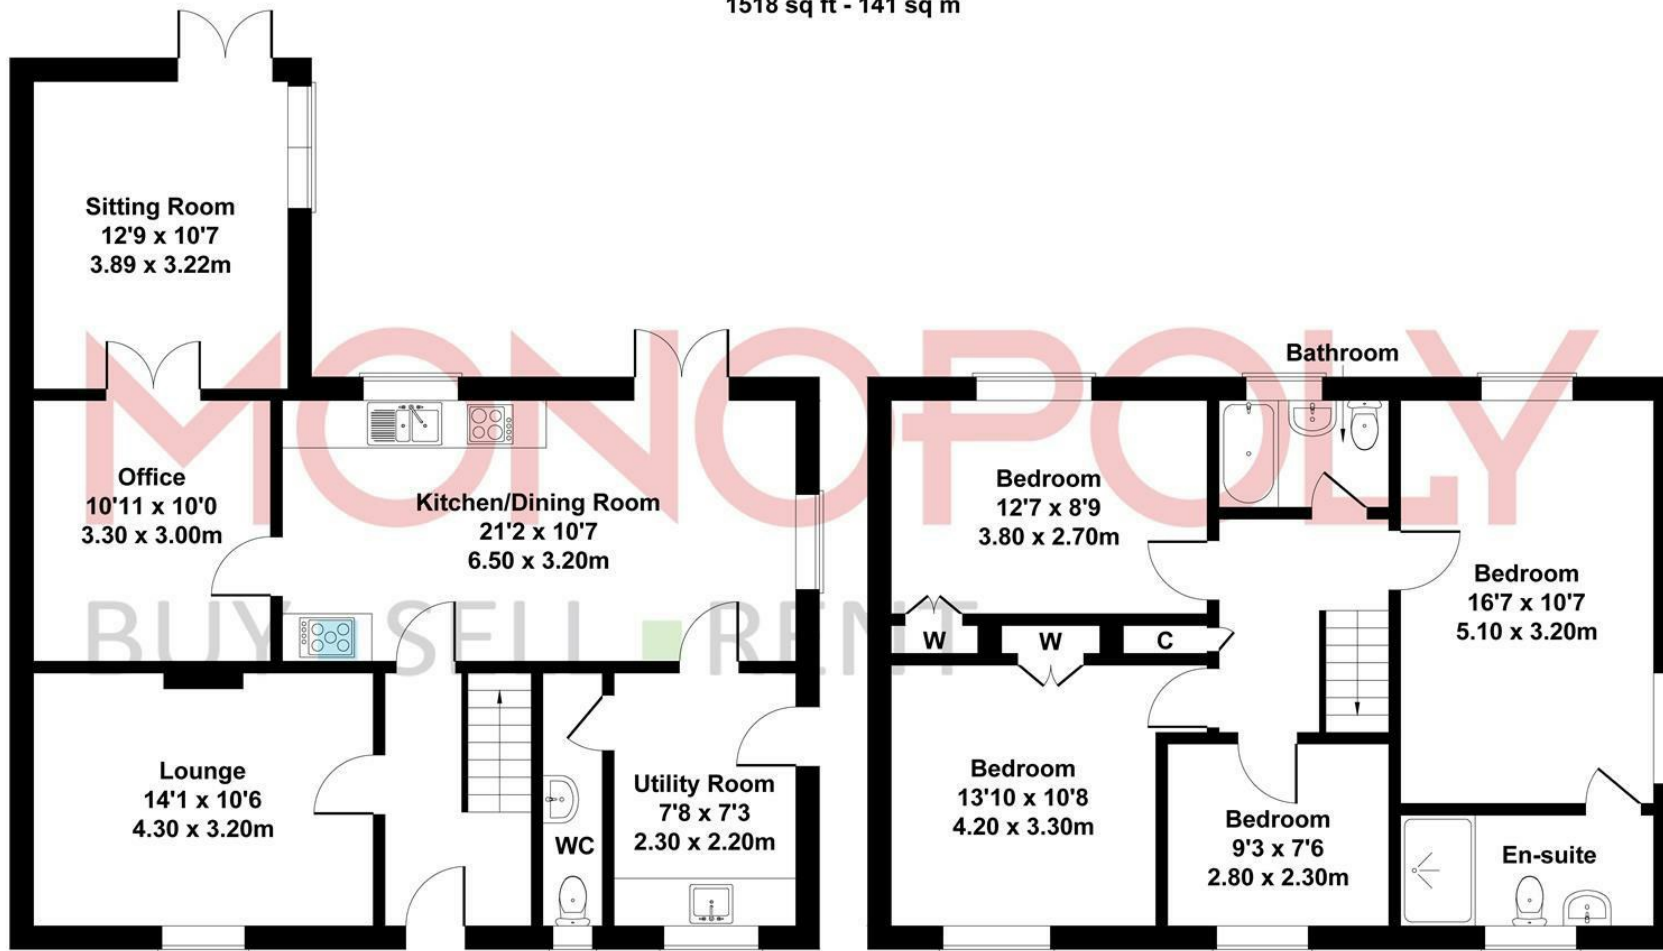 1518 sq ft - 141 sq m
Sitting Room
12'9 x 10'7
3.89 x 3.22m
MONOPOLY
BUY SELL RENT
Office
10'11 x 10'0
3.30 x 3.00m
Kitchen/Dining Room
21'2 x 10'7
6.50 x 3.20m
Lounge
14'1 x 10'6
4.30 x 3.20m
WC
Utility Room
7'8 x 7'3
2.30 x 2.20m
Bathroom
Bedroom
12'7 x 8'9
3.80 x 2.70m
W
W
C
Bedroom
16'7 x 10'7
5.10 x 3.20m
Bedroom
13'10 x 10'8
4.20 x 3.30m
Bedroom
9'3 x 7'6
2.80 x 2.30m
En-suite